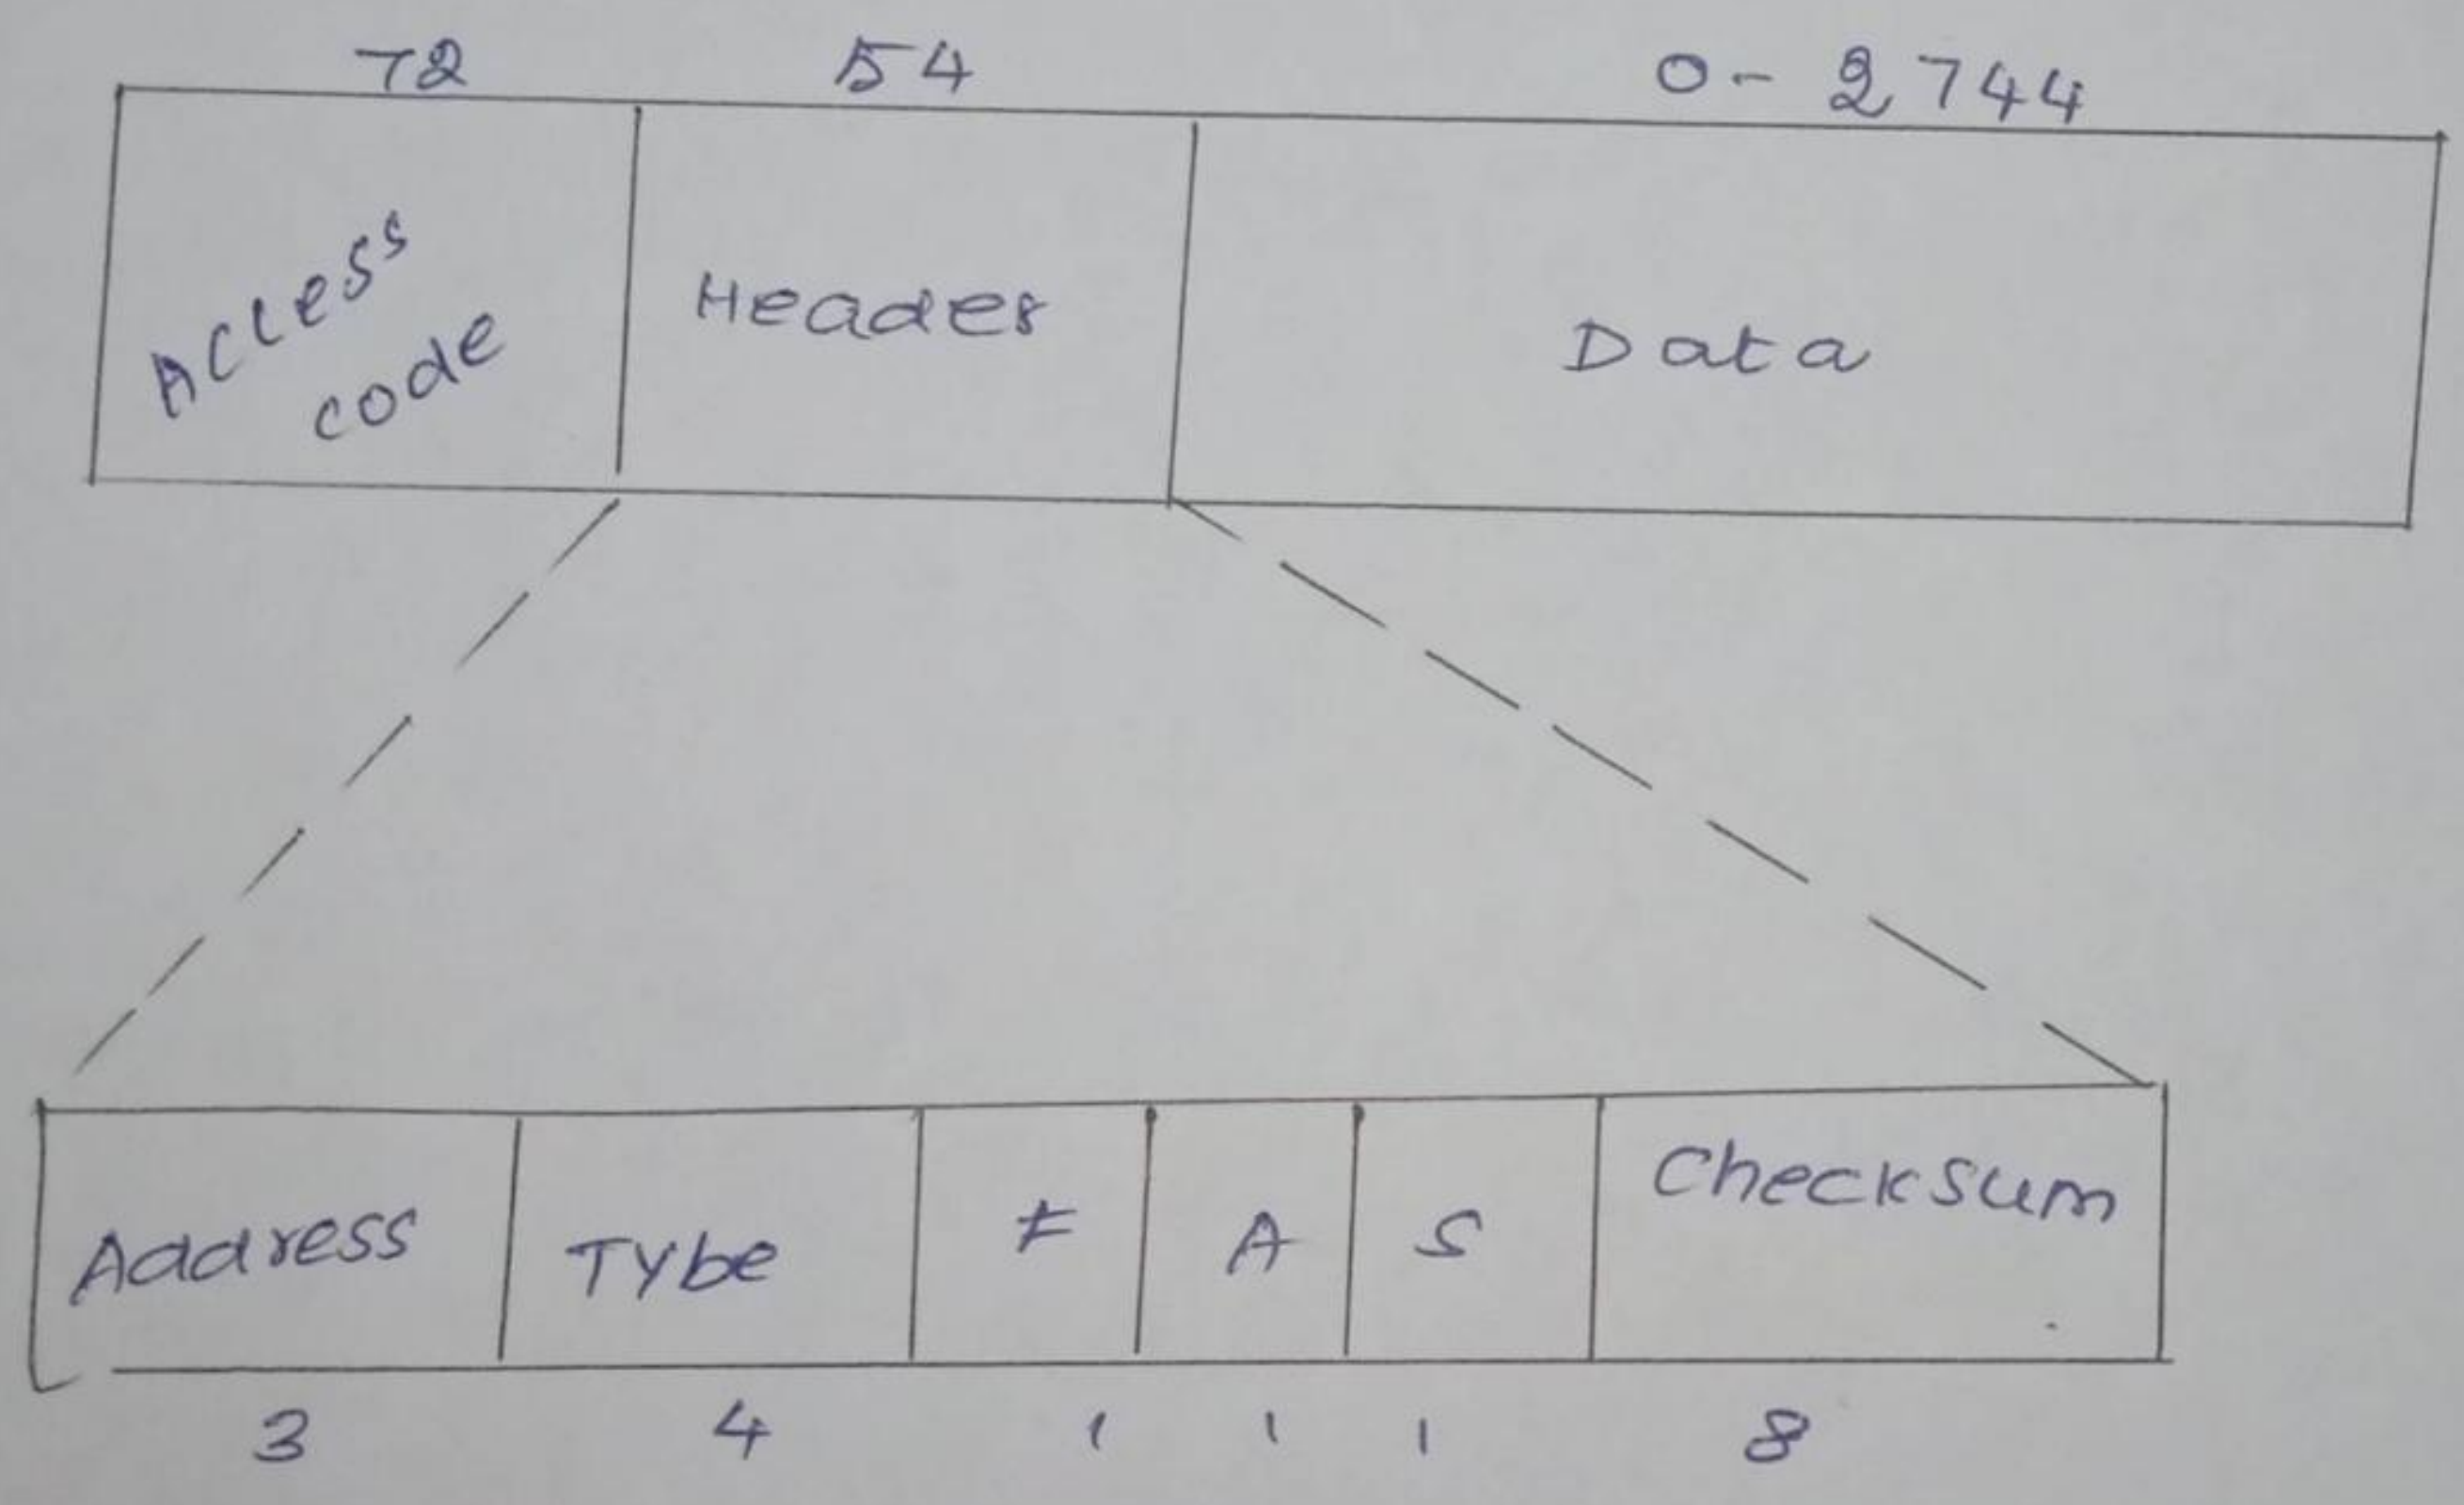 72 54 0-2744
Access
code
Header
Data
Address Tybe F A S Checksum
3 4 1 1 1 8